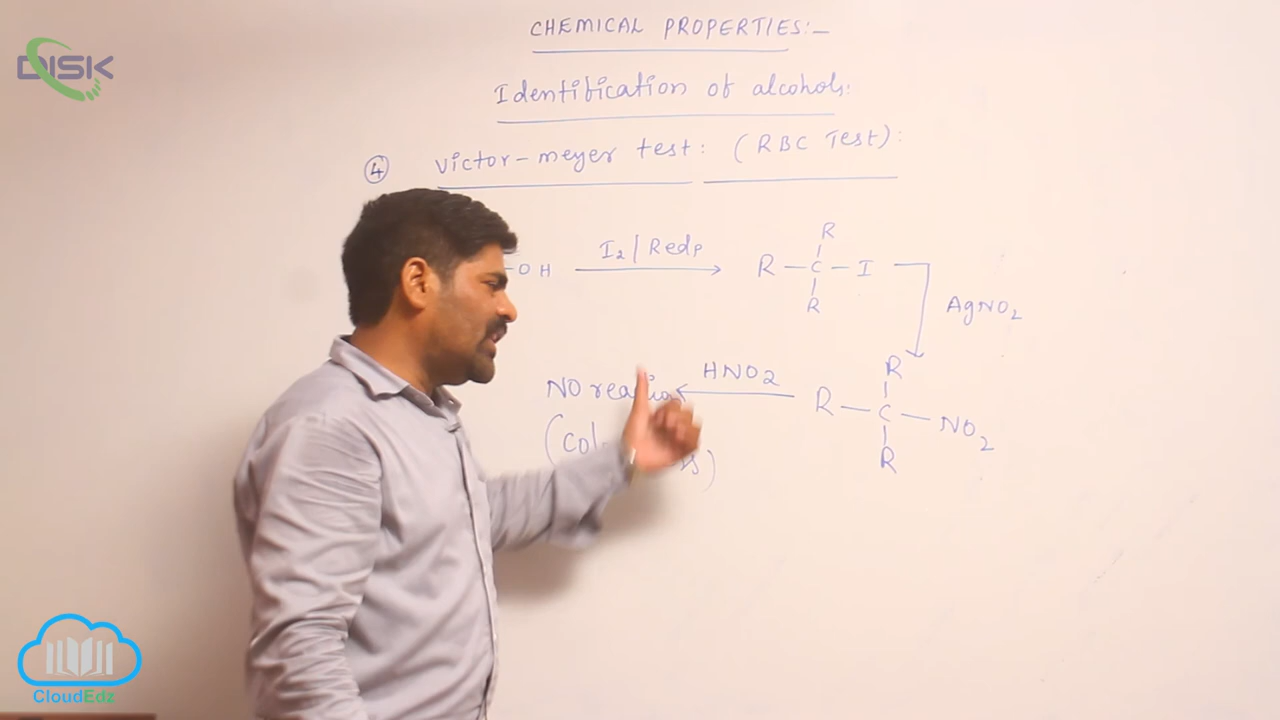 DISK
CHEMICAL PROPERTIES:-
Identification of alcohols:
④ Victor-meyer test: (RBC Test):
-OH I₂/Redp R-C-I
R
R
AgNO₂
NO reaction HNO₂ R-C-NO₂
R
R
CloudEdz